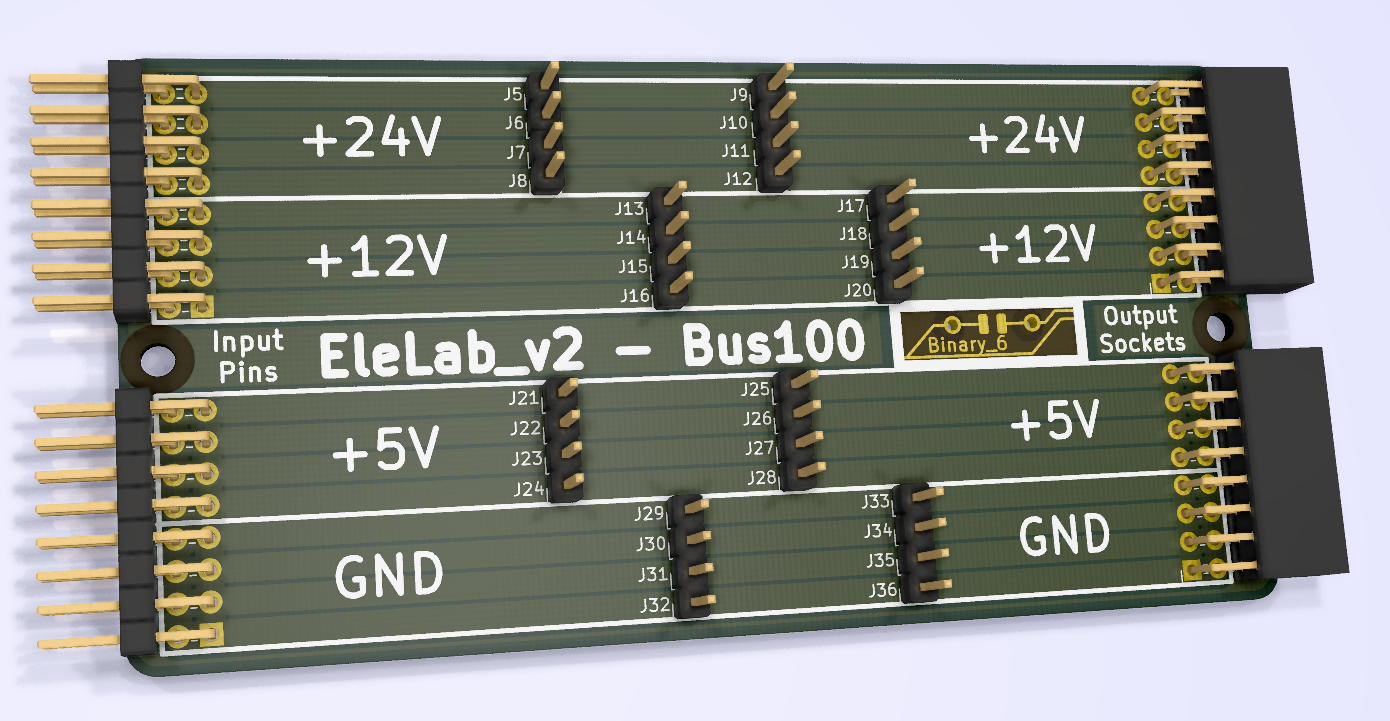 J5
J6
J7
J8
J9
J10
J11
J12
+24V
+24V
J13
J14
J15
J16
J17
J18
J19
J20
+12V
+12V
Input
Pins
EleLab_v2 - Bus100
Binary_6
Output
Sockets
J21
J22
J23
J24
J25
J26
J27
J28
+5V
+5V
J29
J30
J31
J32
J33
J34
J35
J36
GND
GND